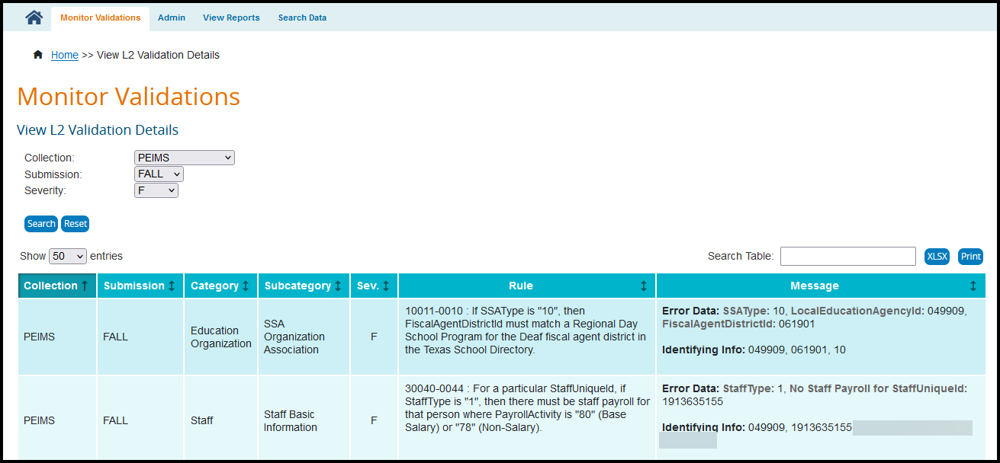 Monitor Validations Admin View Reports Search Data
Home >> View L2 Validation Details
Monitor Validations
View L2 Validation Details
Collection: PEIMS
Submission: FALL
Severity: F
Search Reset
Show 50 entries Search Table: XLSX Print
Collection Submission Category Subcategory Sev. Rule Message
PEIMS
FALL
Education
Organization
SSA
Organization
Association
F
10011-0010 : If SSAType is "10", then
FiscalAgentDistrictId must match a Regional Day
School Program for the Deaf fiscal agent district in
the Texas School Directory.
Error Data: SSAType: 10, LocalEducationAgencyId: 049909,
FiscalAgentDistrictId: 061901
Identifying Info: 049909, 061901, 10
PEIMS
FALL
Staff
Staff Basic
Information
F
30040-0044 : For a particular StaffUniqueId, if
StaffType is "1", then there must be staff payroll for
that person where PayrollActivity is "80" (Base
Salary) or "78" (Non-Salary).
Error Data: StaffType: 1, No Staff Payroll for StaffUniqueId:
1913635155
Identifying Info: 049909, 1913635155